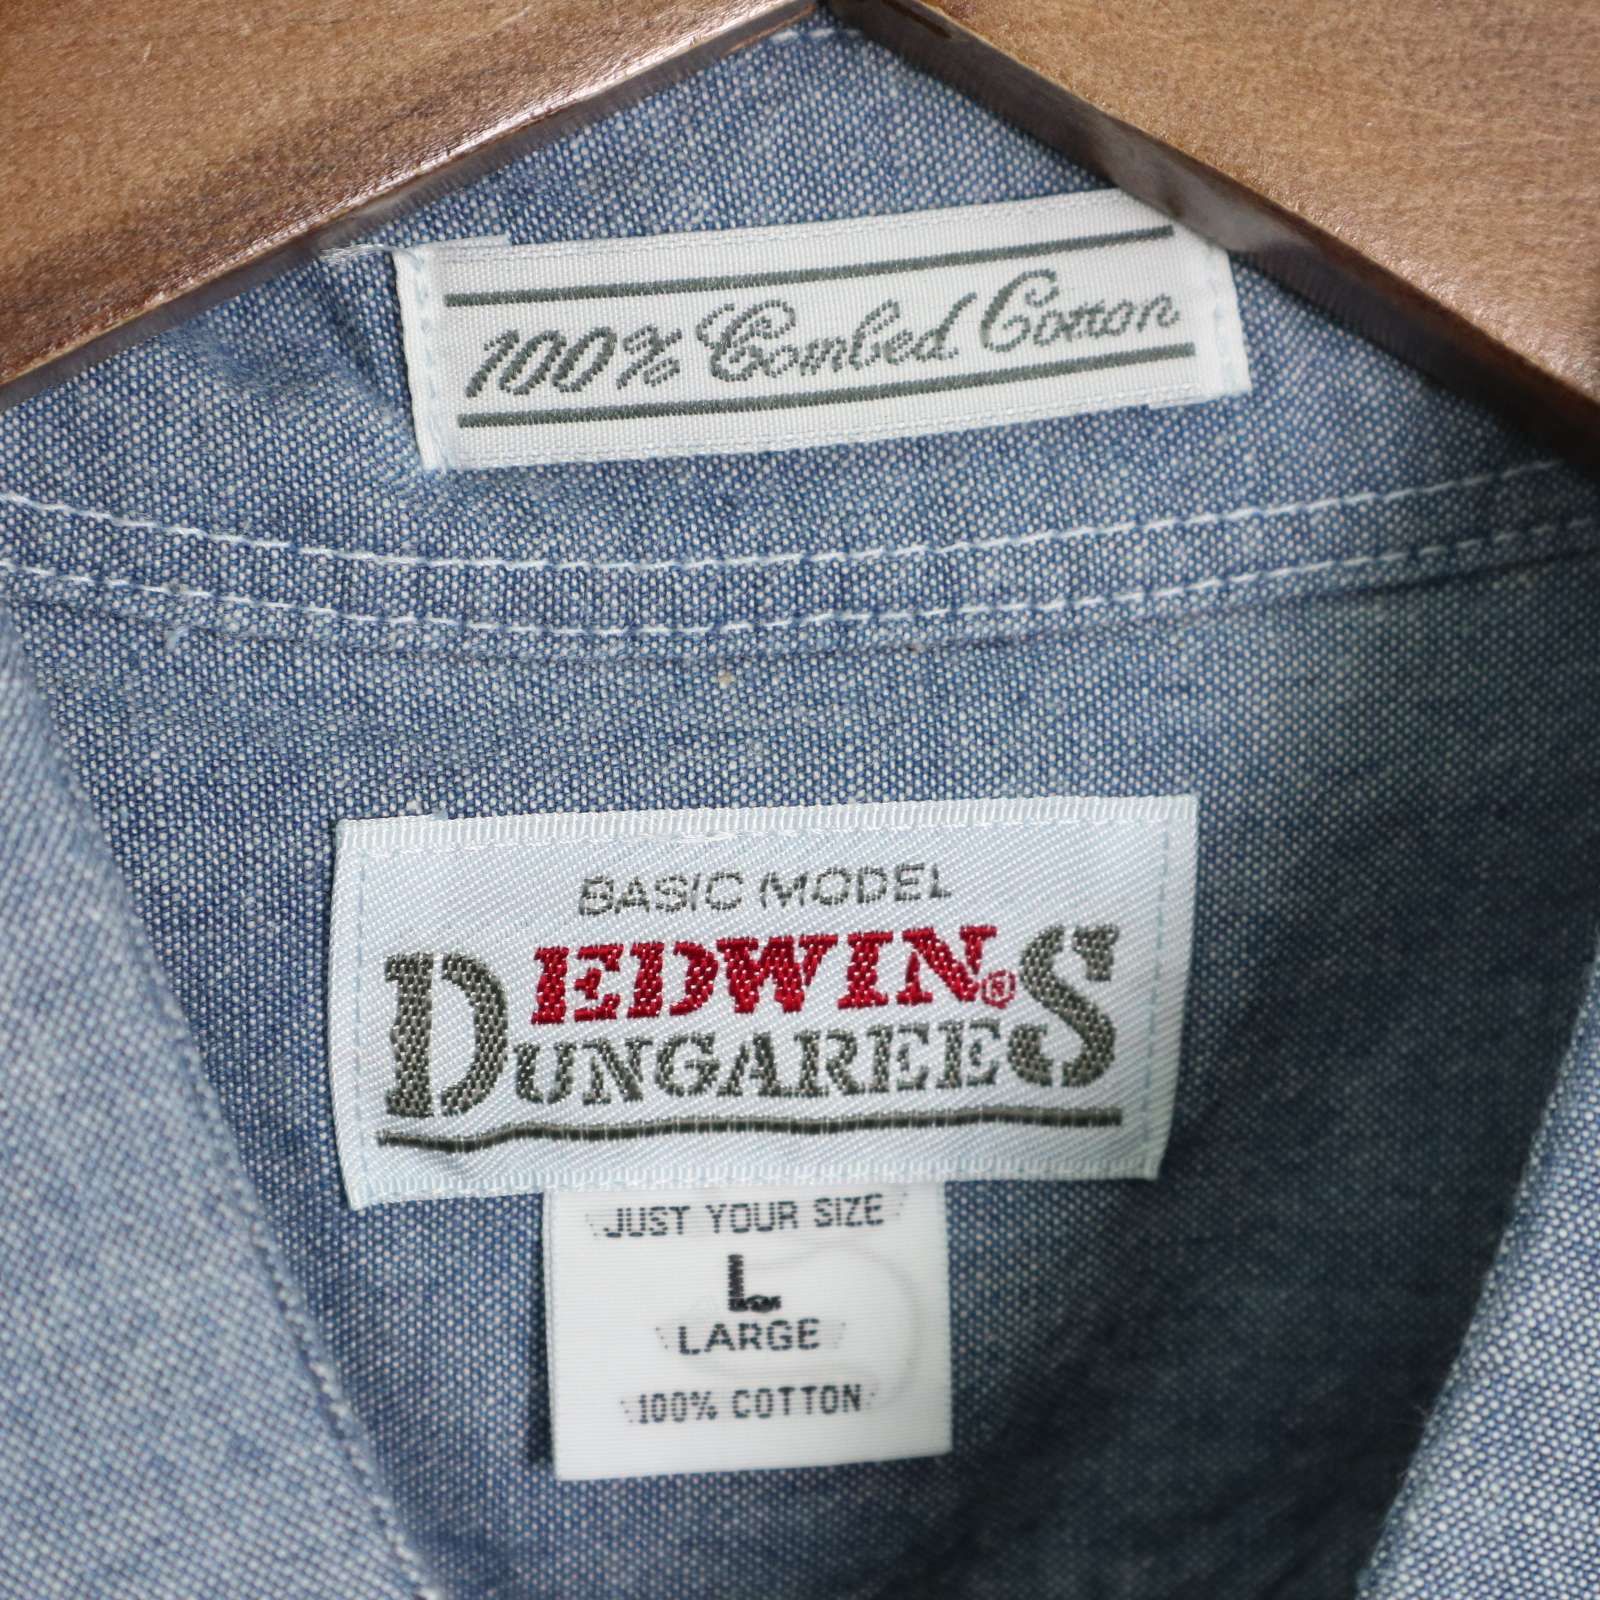 100% Combed Cotton
BASIC MODEL
EDWIN®
DUNGAREES
JUST YOUR SIZE
L
LARGE
100% COTTON